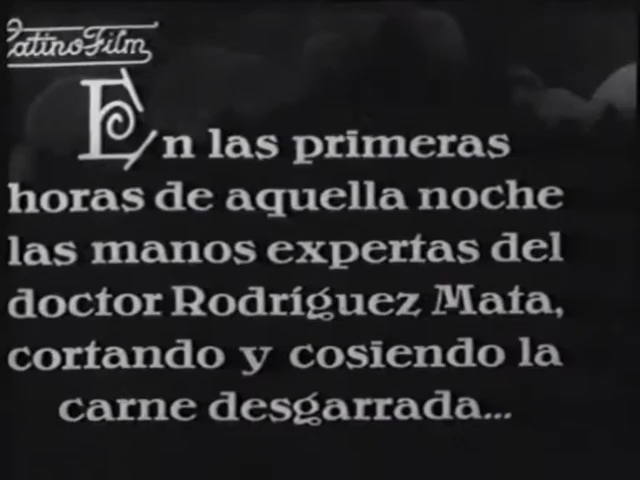 Latino Film
En las primeras
horas de aquella noche
las manos expertas del
doctor Rodríguez Mata,
cortando y cosiendo la
carne desgarrada...